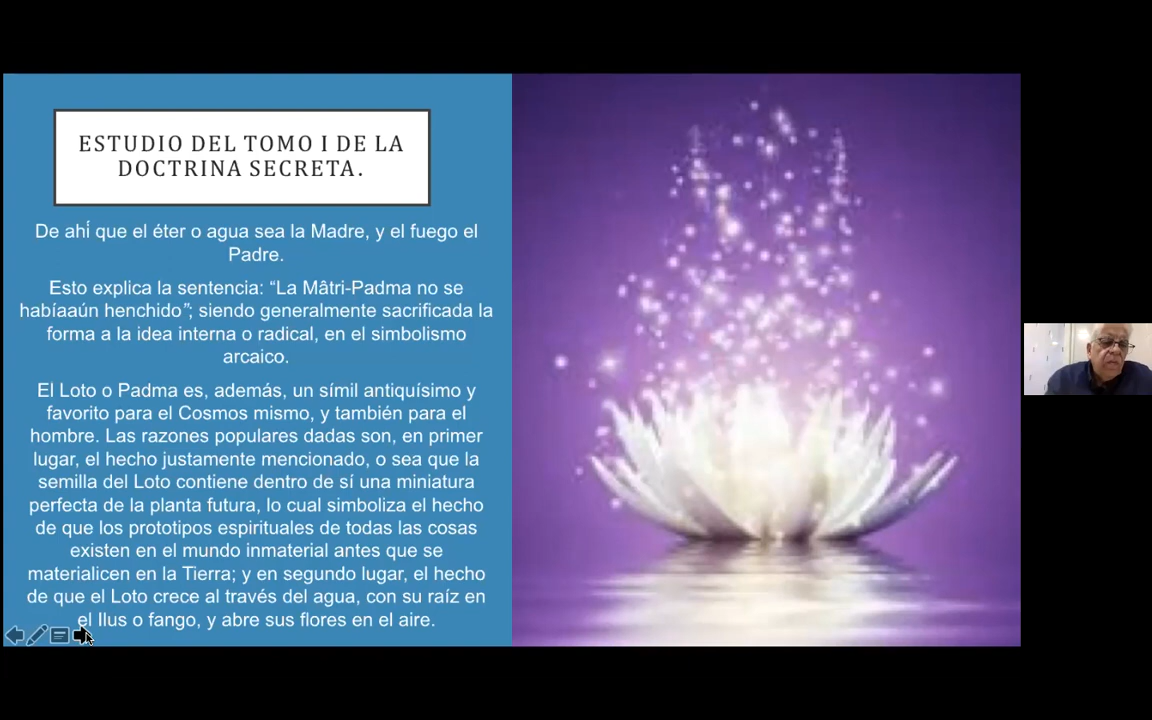 ESTUDIO DEL TOMO I DE LA
DOCTRINA SECRETA.
De ahí que el éter o agua sea la Madre, y el fuego el
Padre.
Esto explica la sentencia: “La Mâtri-Padma no se
habíaaún henchido”; siendo generalmente sacrificada la
forma a la idea interna o radical, en el simbolismo
arcaico.
El Loto o Padma es, además, un símil antiquísimo y
favorito para el Cosmos mismo, y también para el
hombre. Las razones populares dadas son, en primer
lugar, el hecho justamente mencionado, o sea que la
semilla del Loto contiene dentro de sí una miniatura
perfecta de la planta futura, lo cual simboliza el hecho
de que los prototipos espirituales de todas las cosas
existen en el mundo inmaterial antes que se
materialicen en la Tierra; y en segundo lugar, el hecho
de que el Loto crece al través del agua, con su raíz en
el Ilus o fango, y abre sus flores en el aire.